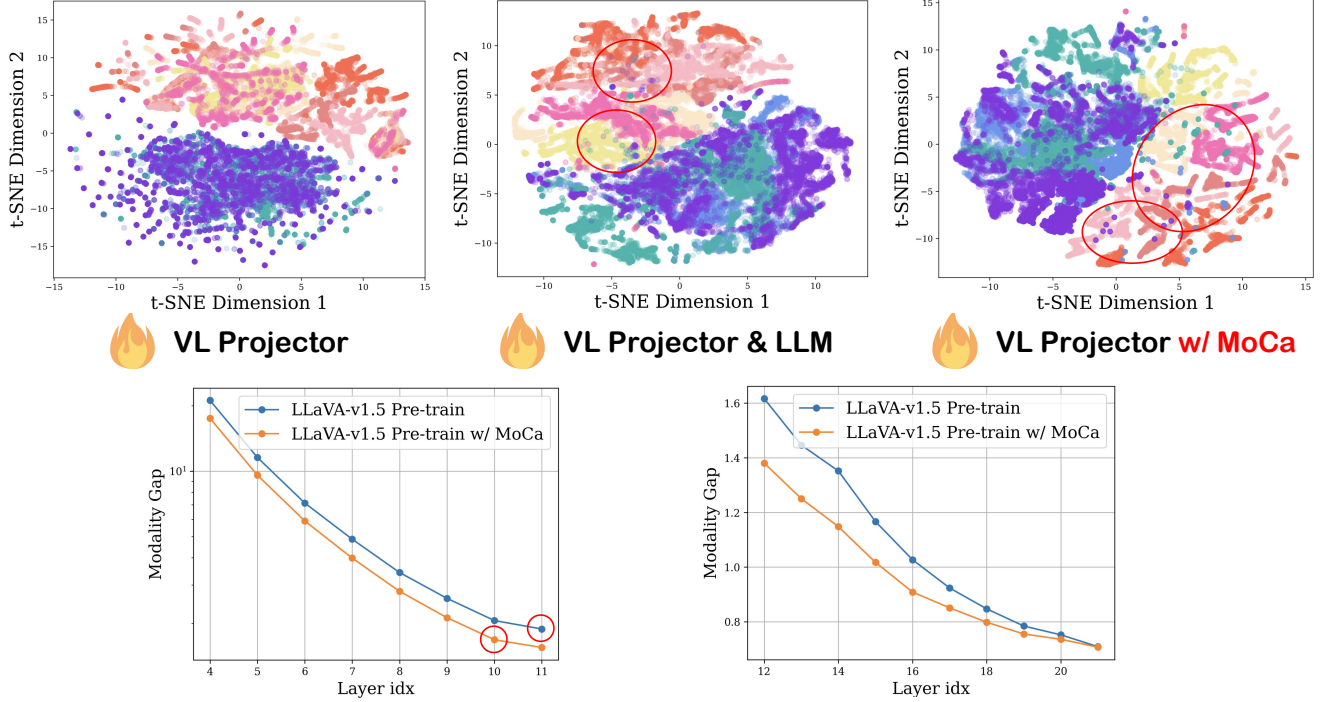 t-SNE Dimension 2
15
10
5
0
−5
−10
−15
−15 −10 −5 0 5 10 15
t-SNE Dimension 1
t-SNE Dimension 2
10
5
0
−5
−10
−10 −5 0 5 10
t-SNE Dimension 1
t-SNE Dimension 2
15
10
5
0
−5
−10
−10 −5 0 5 10 15
t-SNE Dimension 1
VL Projector
VL Projector & LLM
VL Projector w/ MoCa
Modality Gap
10¹
LLaVA-v1.5 Pre-train
LLaVA-v1.5 Pre-train w/ MoCa
4 5 6 7 8 9 10 11
Layer idx
Modality Gap
1.6
1.4
1.2
1.0
0.8
LLaVA-v1.5 Pre-train
LLaVA-v1.5 Pre-train w/ MoCa
12 14 16 18 20
Layer idx